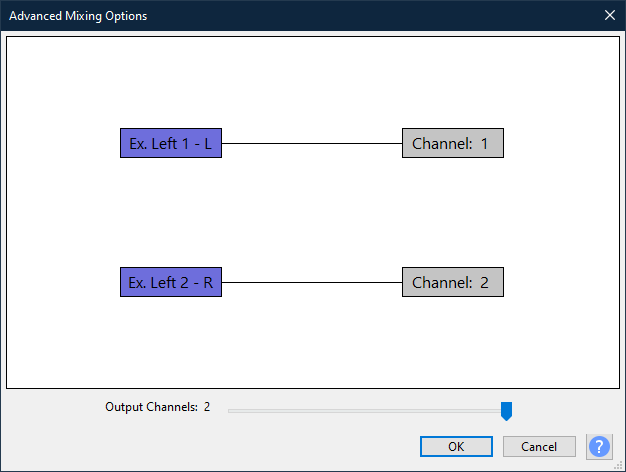 Advanced Mixing Options
Ex. Left 1 - L
Channel: 1
Ex. Left 2 - R
Channel: 2
Output Channels: 2
OK
Cancel
?